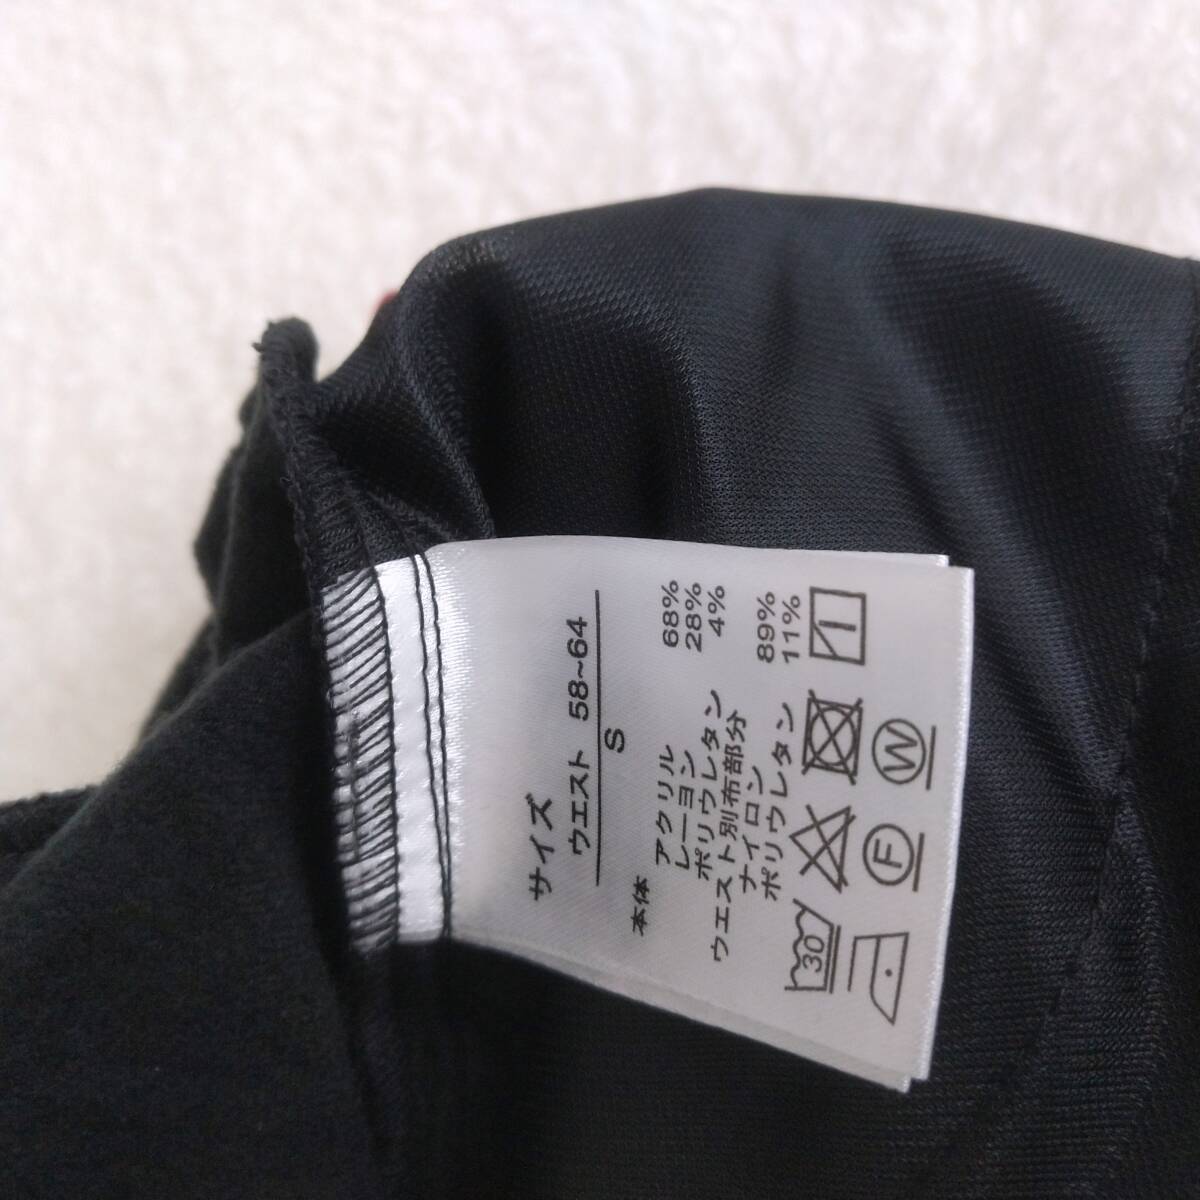 サイズ
ウエスト 58~64
S
本体
アクリル 68%
レーヨン 28%
ポリウレタン 4%
ウエスト別布部分
ナイロン 89%
ポリウレタン 11%
30
F W